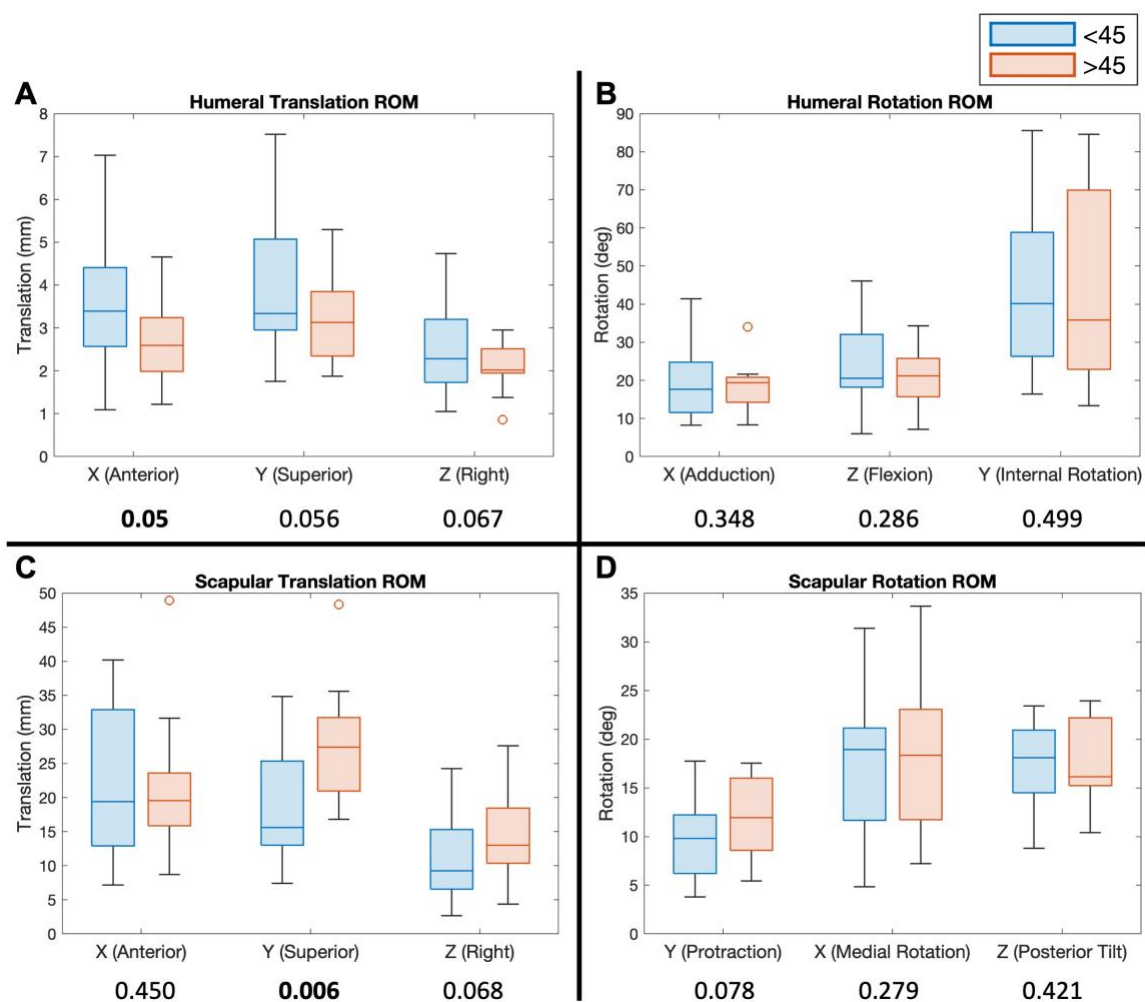 <45
>45
A
Humeral Translation ROM
8
7
6
5
4
3
2
1
0
Translation (mm)
X (Anterior) Y (Superior) Z (Right)
0.05 0.056 0.067
B
Humeral Rotation ROM
90
80
70
60
50
40
30
20
10
0
Rotation (deg)
X (Adduction) Z (Flexion) Y (Internal Rotation)
0.348 0.286 0.499
C
Scapular Translation ROM
50
45
40
35
30
25
20
15
10
5
0
Translation (mm)
X (Anterior) Y (Superior) Z (Right)
0.450 0.006 0.068
D
Scapular Rotation ROM
35
30
25
20
15
10
5
0
Rotation (deg)
Y (Protraction) X (Medial Rotation) Z (Posterior Tilt)
0.078 0.279 0.421